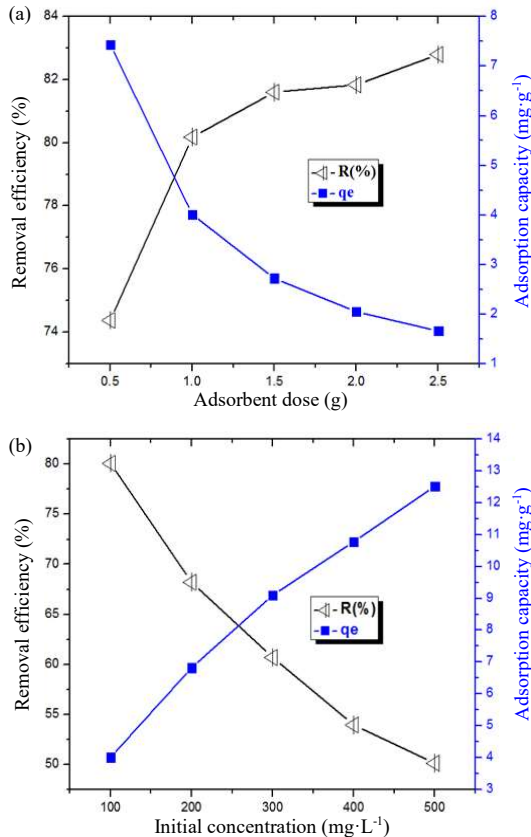 (a)
84
82
80
78
76
74
Removal efficiency (%)
8
7
6
5
4
3
2
1
Adsorption capacity (mg·g-1)
R(%)
qe
0.5 1.0 1.5 2.0 2.5
Adsorbent dose (g)
(b)
80
75
70
65
60
55
50
Removal efficiency (%)
14
13
12
11
10
9
8
7
6
5
4
3
Adsorption capacity (mg·g-1)
R(%)
qe
100 200 300 400 500
Initial concentration (mg·L-1)